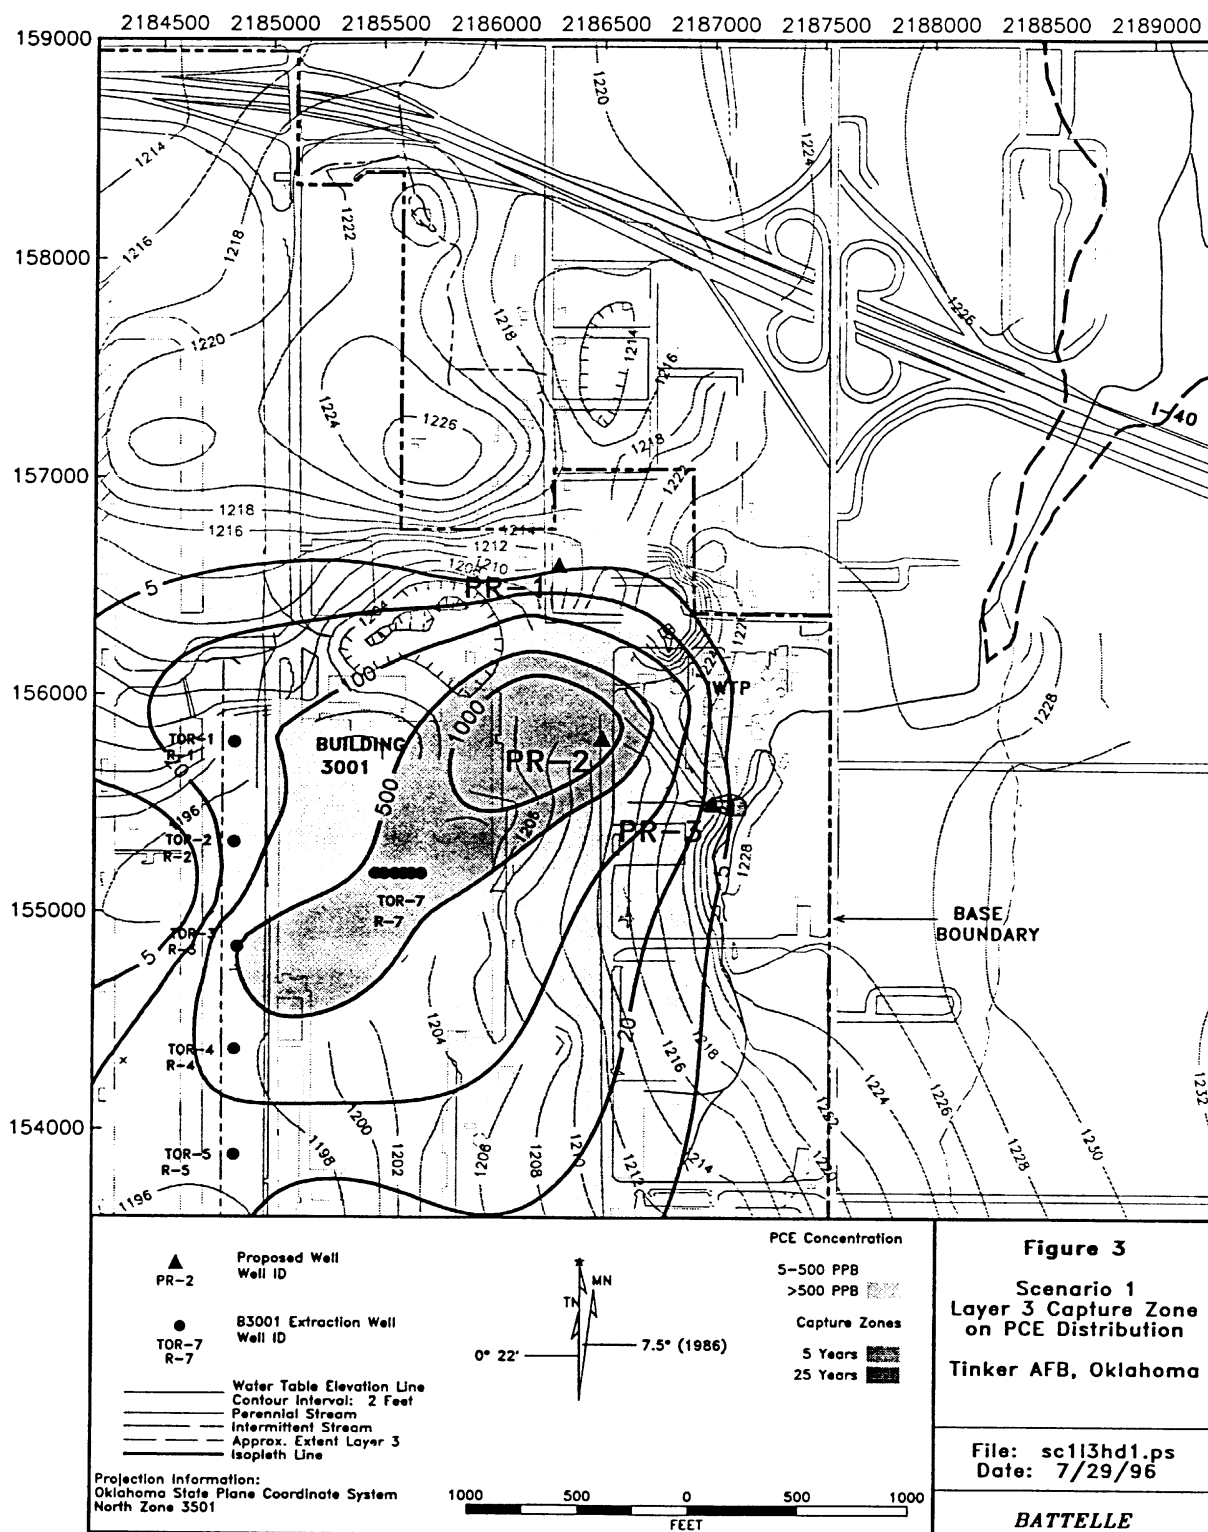 2184500 2185000 2185500 2186000 2186500 2187000 2187500 2188000 2188500 2189000
159000
158000
157000
156000
155000
154000
1214
1216
1218
1222
1220
1224
1226
1218
1220
1224
1226
1214
1216
1218
1222
I-40
1218
1216
1214
1212
1210
1204
5
PR-1
100
1000
500
WTP
1224
1228
BUILDING
3001
TOR-1
R-1
PR-2
1196
TOR-2
R-2
1206
PR-3
1228
5
TOR-7
R-7
TOR-3
R-3
5
BASE
BOUNDARY
20
TOR-4
R-4
1204
1216
1218
1224
1226
1228
1230
1232
TOR-5
R-5
1196
1198
1200
1202
1208
1212
1214
PR-2
Proposed Well
Well ID
TOR-7
R-7
B3001 Extraction Well
Well ID
TN
MN
0° 22'
7.5° (1986)
PCE Concentration
5-500 PPB
>500 PPB
Capture Zones
5 Years
25 Years
Water Table Elevation Line
Contour Interval: 2 Feet
Perennial Stream
Intermittent Stream
Approx. Extent Layer 3
Isopleth Line
Projection Information:
Oklahoma State Plane Coordinate System
North Zone 3501
1000 500 0 500 1000
FEET
Figure 3
Scenario 1
Layer 3 Capture Zone
on PCE Distribution
Tinker AFB, Oklahoma
File: sc1l3hd1.ps
Date: 7/29/96
BATTELLE